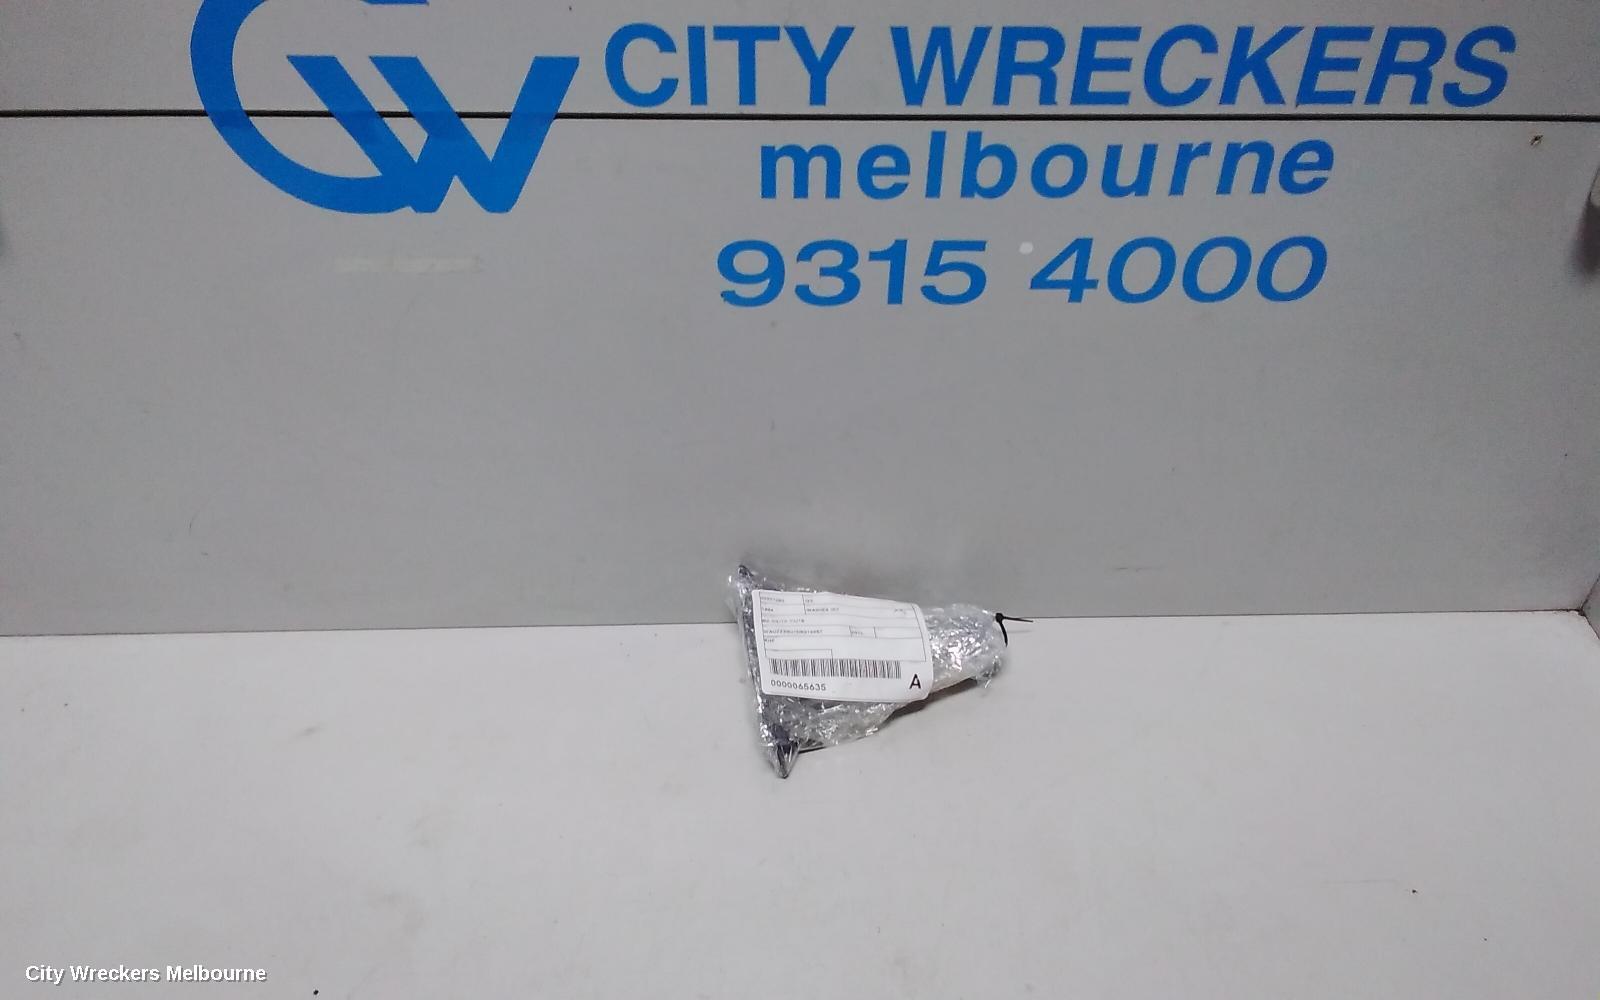 CW
CITY WRECKERS
melbourne
9315 4000
0000065635
A
City Wreckers Melbourne